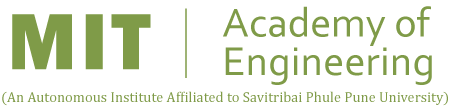 MIT
Academy of
Engineering
(An Autonomous Institute Affiliated to Savitribai Phule Pune University)